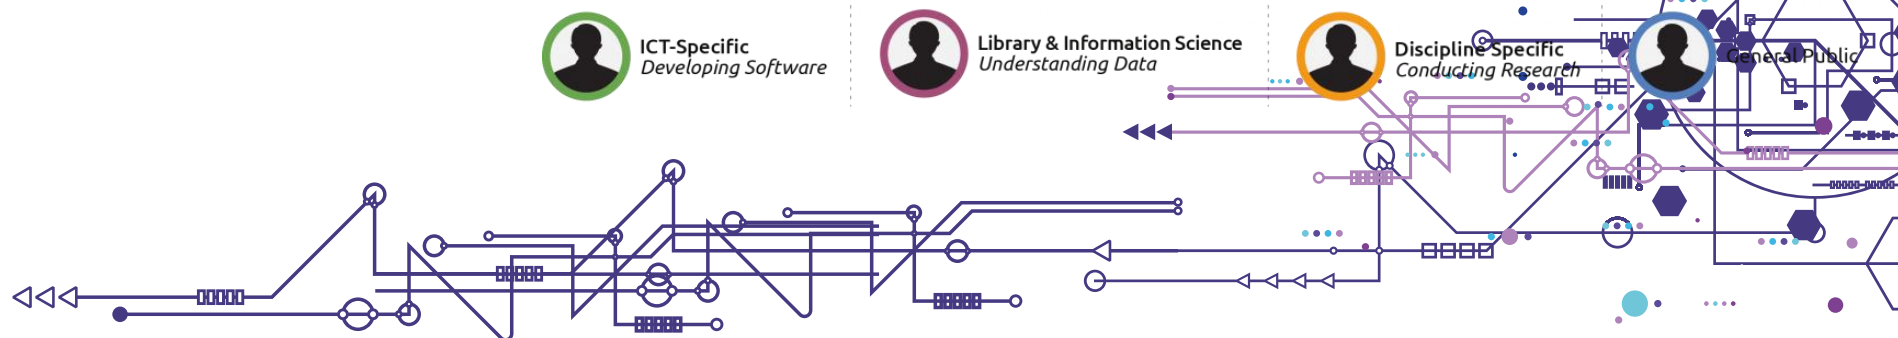 ICT-Specific
Developing Software
Library & Information Science
Understanding Data
Discipline Specific
Conducting Research
General Public